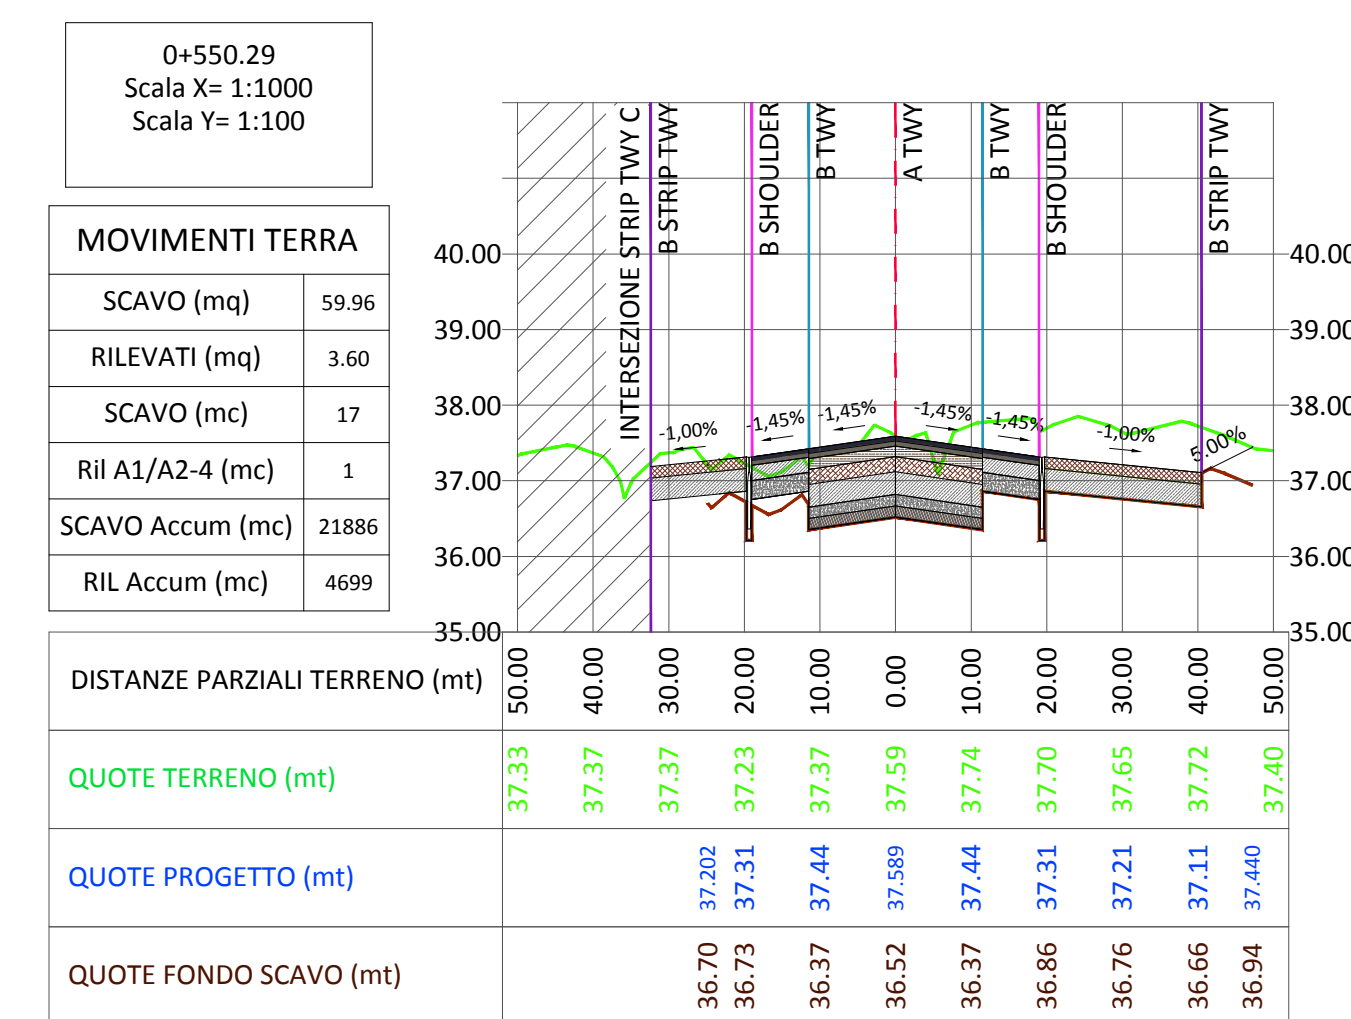 0+550.29
Scala X= 1:1000
Scala Y= 1:100
MOVIMENTI TERRA
SCAVO (mq) 59.96
RILEVATI (mq) 3.60
SCAVO (mc) 17
Ril A1/A2-4 (mc) 1
SCAVO Accum (mc) 21886
RIL Accum (mc) 4699
INTERSEZIONE STRIP TWY C
B STRIP TWY
B SHOULDER
B TWY
A TWY
B TWY
B SHOULDER
B STRIP TWY
40.00 40.00
39.00 39.00
38.00 38.00
37.00 37.00
36.00 36.00
35.00 35.00
-1,00% -1,45% -1,45% -1,45% -1,45% -1,00% 5.00%
DISTANZE PARZIALI TERRENO (mt) 50.00 40.00 30.00 20.00 10.00 0.00 10.00 20.00 30.00 40.00 50.00
QUOTE TERRENO (mt) 37.33 37.37 37.37 37.23 37.37 37.59 37.74 37.70 37.65 37.72 37.40
QUOTE PROGETTO (mt) 37.202 37.31 37.44 37.589 37.44 37.31 37.21 37.11 37.440
QUOTE FONDO SCAVO (mt) 36.70 36.73 36.37 36.52 36.37 36.86 36.76 36.66 36.94